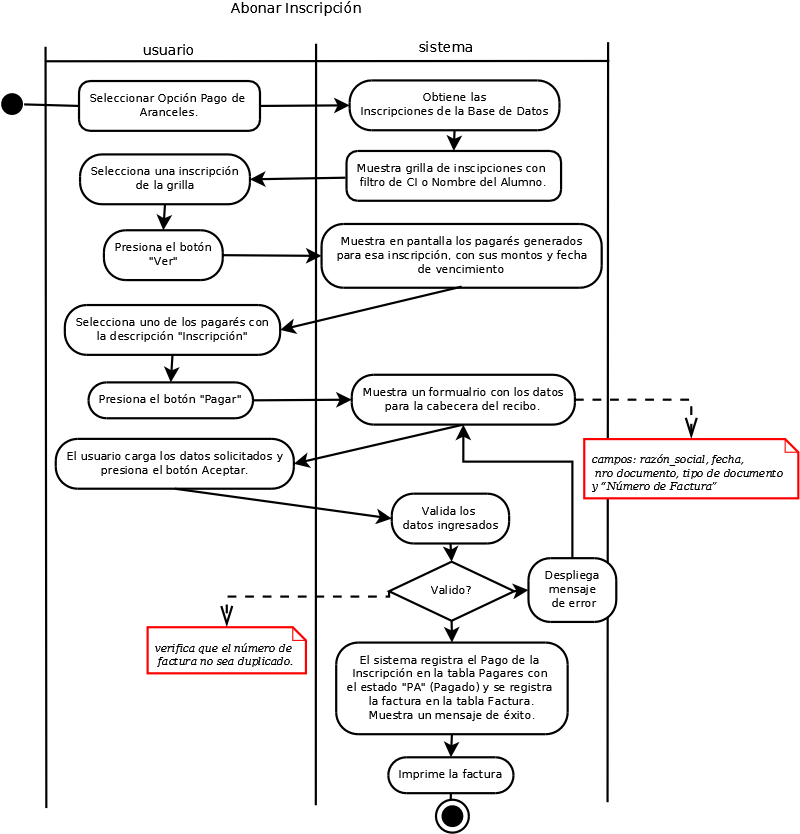 Abonar Inscripción
usuario
sistema
Seleccionar Opción Pago de
Aranceles.
Obtiene las
Inscripciones de la Base de Datos
Muestra grilla de inscipciones con
filtro de CI o Nombre del Alumno.
Selecciona una inscripción
de la grilla
Presiona el botón
"Ver"
Muestra en pantalla los pagarés generados
para esa inscripción, con sus montos y fecha
de vencimiento
Selecciona uno de los pagarés con
la descripción "Inscripción"
Presiona el botón "Pagar"
Muestra un formualrio con los datos
para la cabecera del recibo.
campos: razón_social, fecha,
nro documento, tipo de documento
y "Número de Factura"
El usuario carga los datos solicitados y
presiona el botón Aceptar.
Valida los
datos ingresados
Valido?
Despliega
mensaje
de error
verifica que el número de
factura no sea duplicado.
El sistema registra el Pago de la
Inscripción en la tabla Pagares con
el estado "PA" (Pagado) y se registra
la factura en la tabla Factura.
Muestra un mensaje de éxito.
Imprime la factura